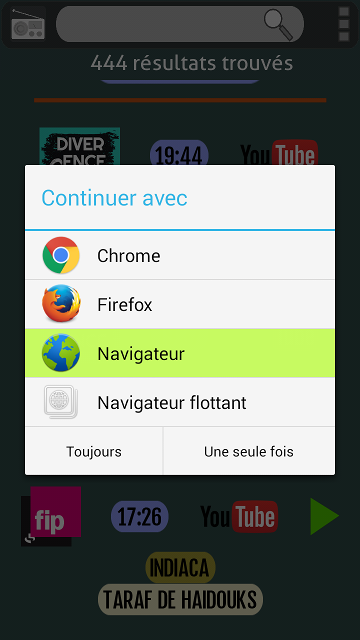 444 résultats trouvés
DIVER
GENCE
19:44
YouTube
Continuer avec
Chrome
Firefox
Navigateur
Navigateur flottant
Toujours
Une seule fois
fip
17:26
YouTube
INDIACA
TARAF DE HAIDOUKS